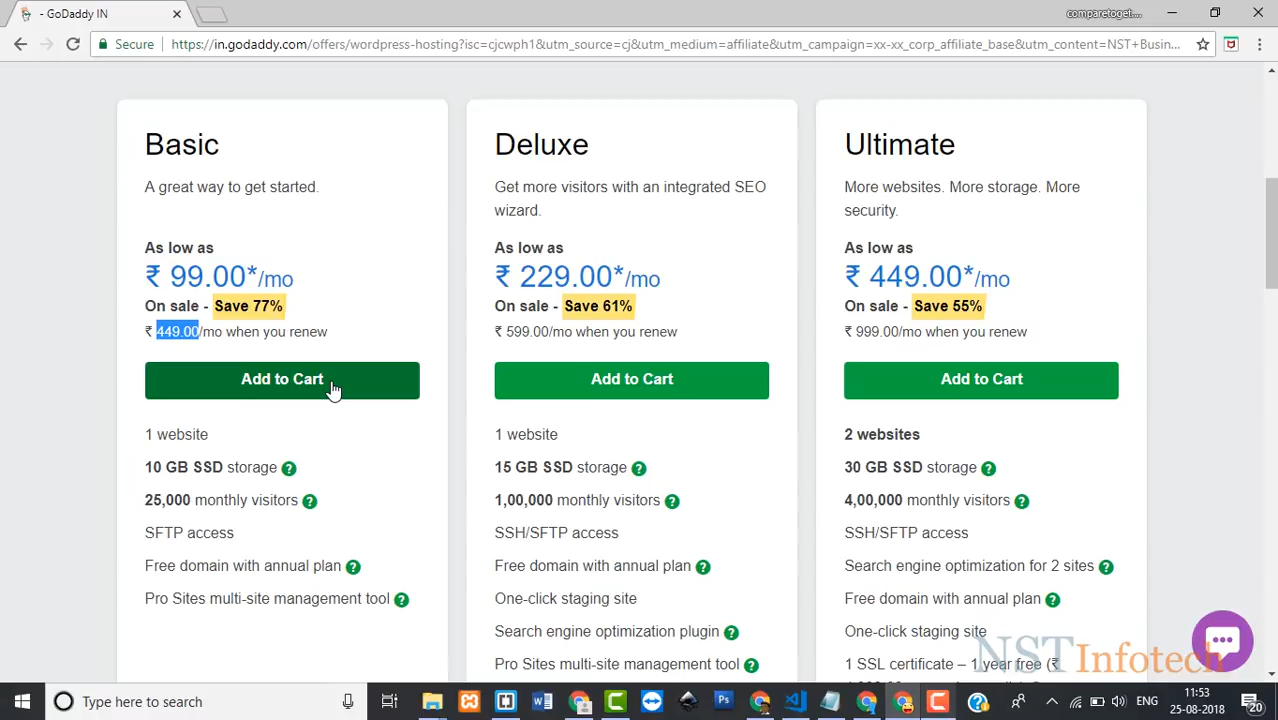 - GoDaddy IN
comparetoget...
Secure
https://in.godaddy.com/offers/wordpress-hosting?isc=cjcwph1&utm_source=cj&utm_medium=affiliate&utm_campaign=xx-xx_corp_affiliate_base&utm_content=NST+Busin...
Basic
A great way to get started.
As low as
₹ 99.00*/mo
On sale - Save 77%
₹ 449.00/mo when you renew
Add to Cart
1 website
10 GB SSD storage ?
25,000 monthly visitors ?
SFTP access
Free domain with annual plan ?
Pro Sites multi-site management tool ?
Deluxe
Get more visitors with an integrated SEO
wizard.
As low as
₹ 229.00*/mo
On sale - Save 61%
₹ 599.00/mo when you renew
Add to Cart
1 website
15 GB SSD storage ?
1,00,000 monthly visitors ?
SSH/SFTP access
Free domain with annual plan ?
One-click staging site
Search engine optimization plugin ?
Pro Sites multi-site management tool ?
Ultimate
More websites. More storage. More
security.
As low as
₹ 449.00*/mo
On sale - Save 55%
₹ 999.00/mo when you renew
Add to Cart
2 websites
30 GB SSD storage ?
4,00,000 monthly visitors ?
SSH/SFTP access
Search engine optimization for 2 sites ?
Free domain with annual plan ?
One-click staging site
1 SSL certificate – 1 year free (₹
NST Infotech
Type here to search
ENG
11:53
25-08-2018
20